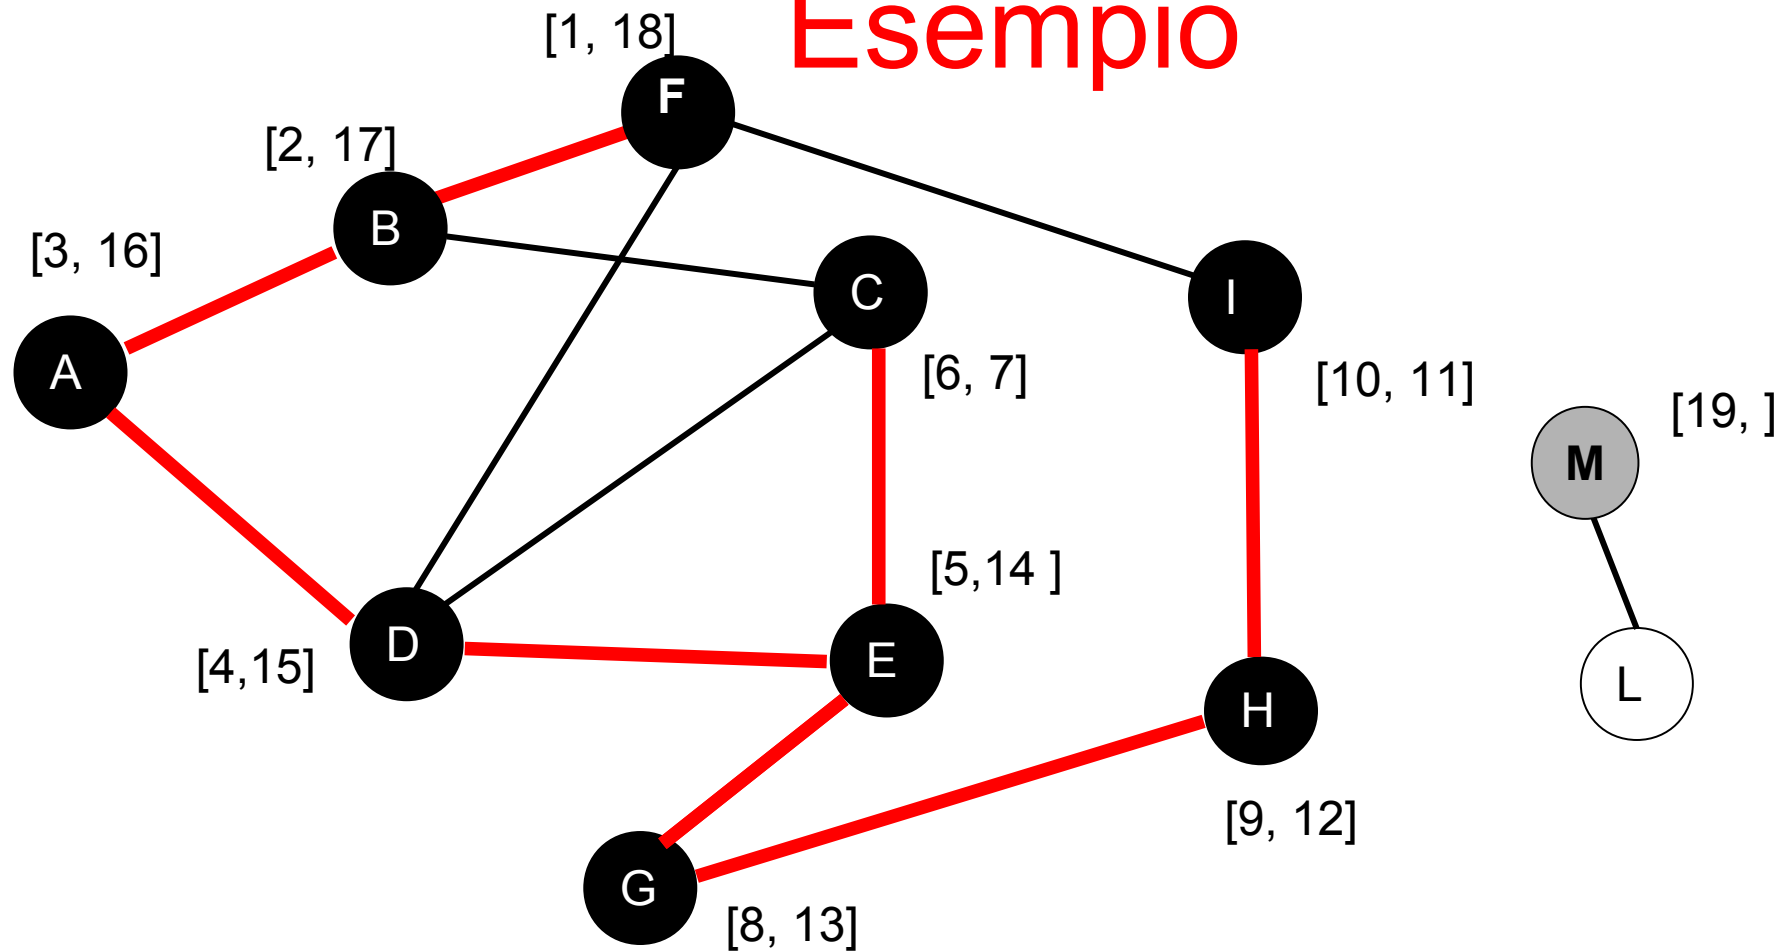 Esempio
[1, 18]
F
[2, 17]
B
[3, 16]
A
C
[6, 7]
I
[10, 11]
[19, ]
M
[5,14 ]
D
[4,15]
E
H
L
[9, 12]
G
[8, 13]